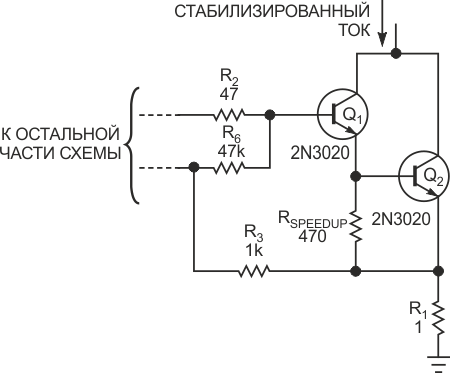 СТАБИЛИЗИРОВАННЫЙ
ТОК
R2
47
Q1
R6
47k
2N3020
К ОСТАЛЬНОЙ
ЧАСТИ СХЕМЫ
Q2
2N3020
RSPEEDUP
470
R3
1k
R1
1